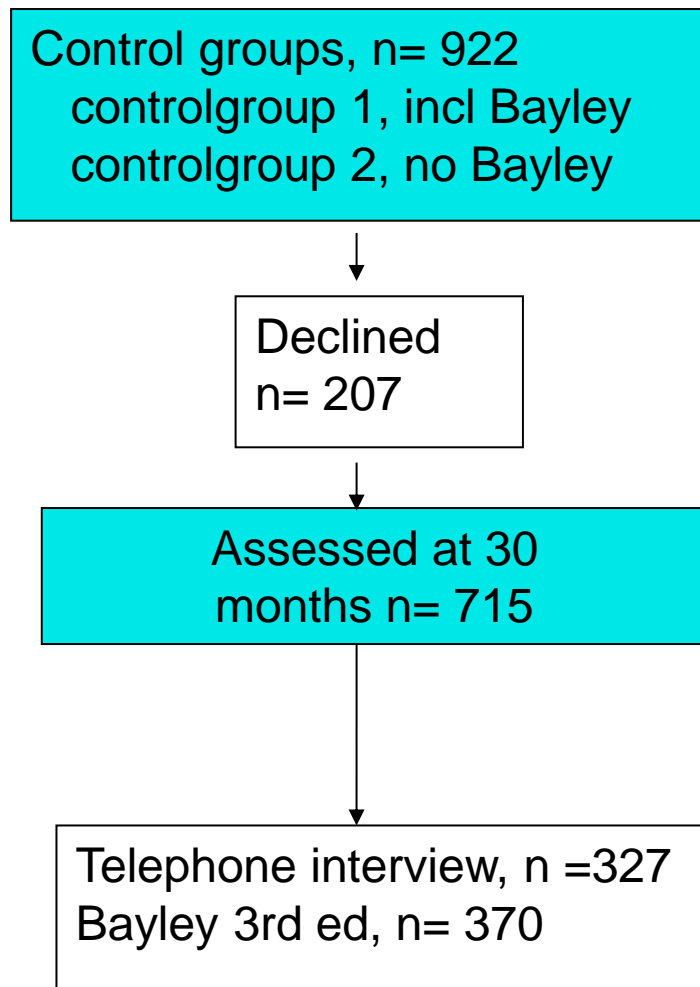 Control groups, n= 922
controlgroup 1, incl Bayley
controlgroup 2, no Bayley
Declined
n= 207
Assessed at 30
months n= 715
Telephone interview, n =327
Bayley 3rd ed, n= 370